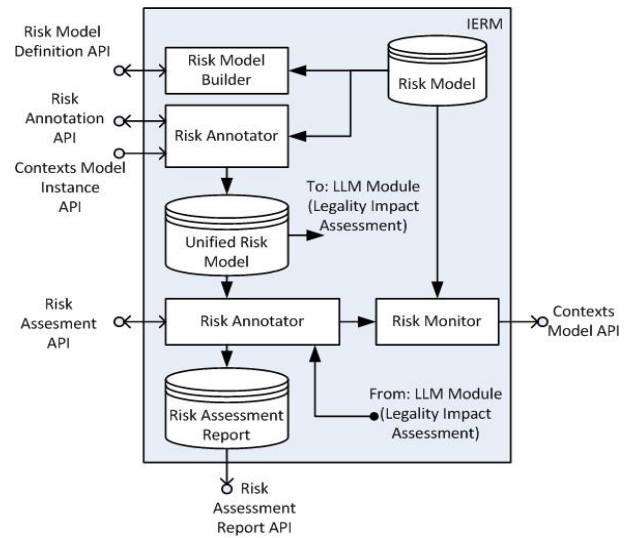 IERM
Risk Model
Definition API
Risk Model
Builder
Risk Model
Risk
Annotation
API
Risk Annotator
Contexts Model
Instance
API
To: LLM Module
(Legality Impact
Assessment)
Unified Risk
Model
Risk
Assesment
API
Risk Annotator
Risk Monitor
Contexts
Model API
From: LLM Module
(Legality Impact
Assessment)
Risk Assessment
Report
Risk
Assessment
Report API